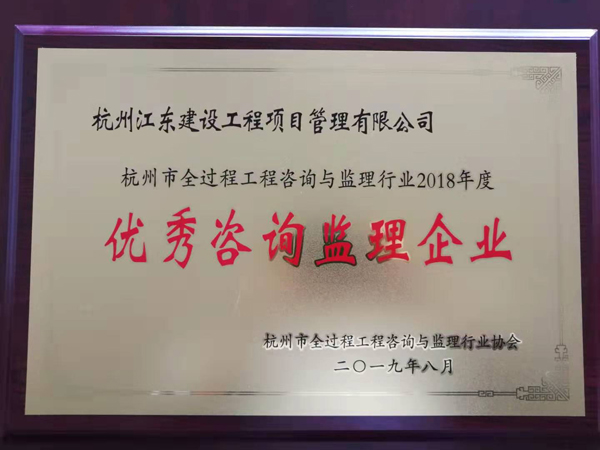 杭州江东建设工程项目管理有限公司
杭州市全过程工程咨询与监理行业2018年度
优秀咨询监理企业
杭州市全过程工程咨询与监理行业协会
二〇一九年八月